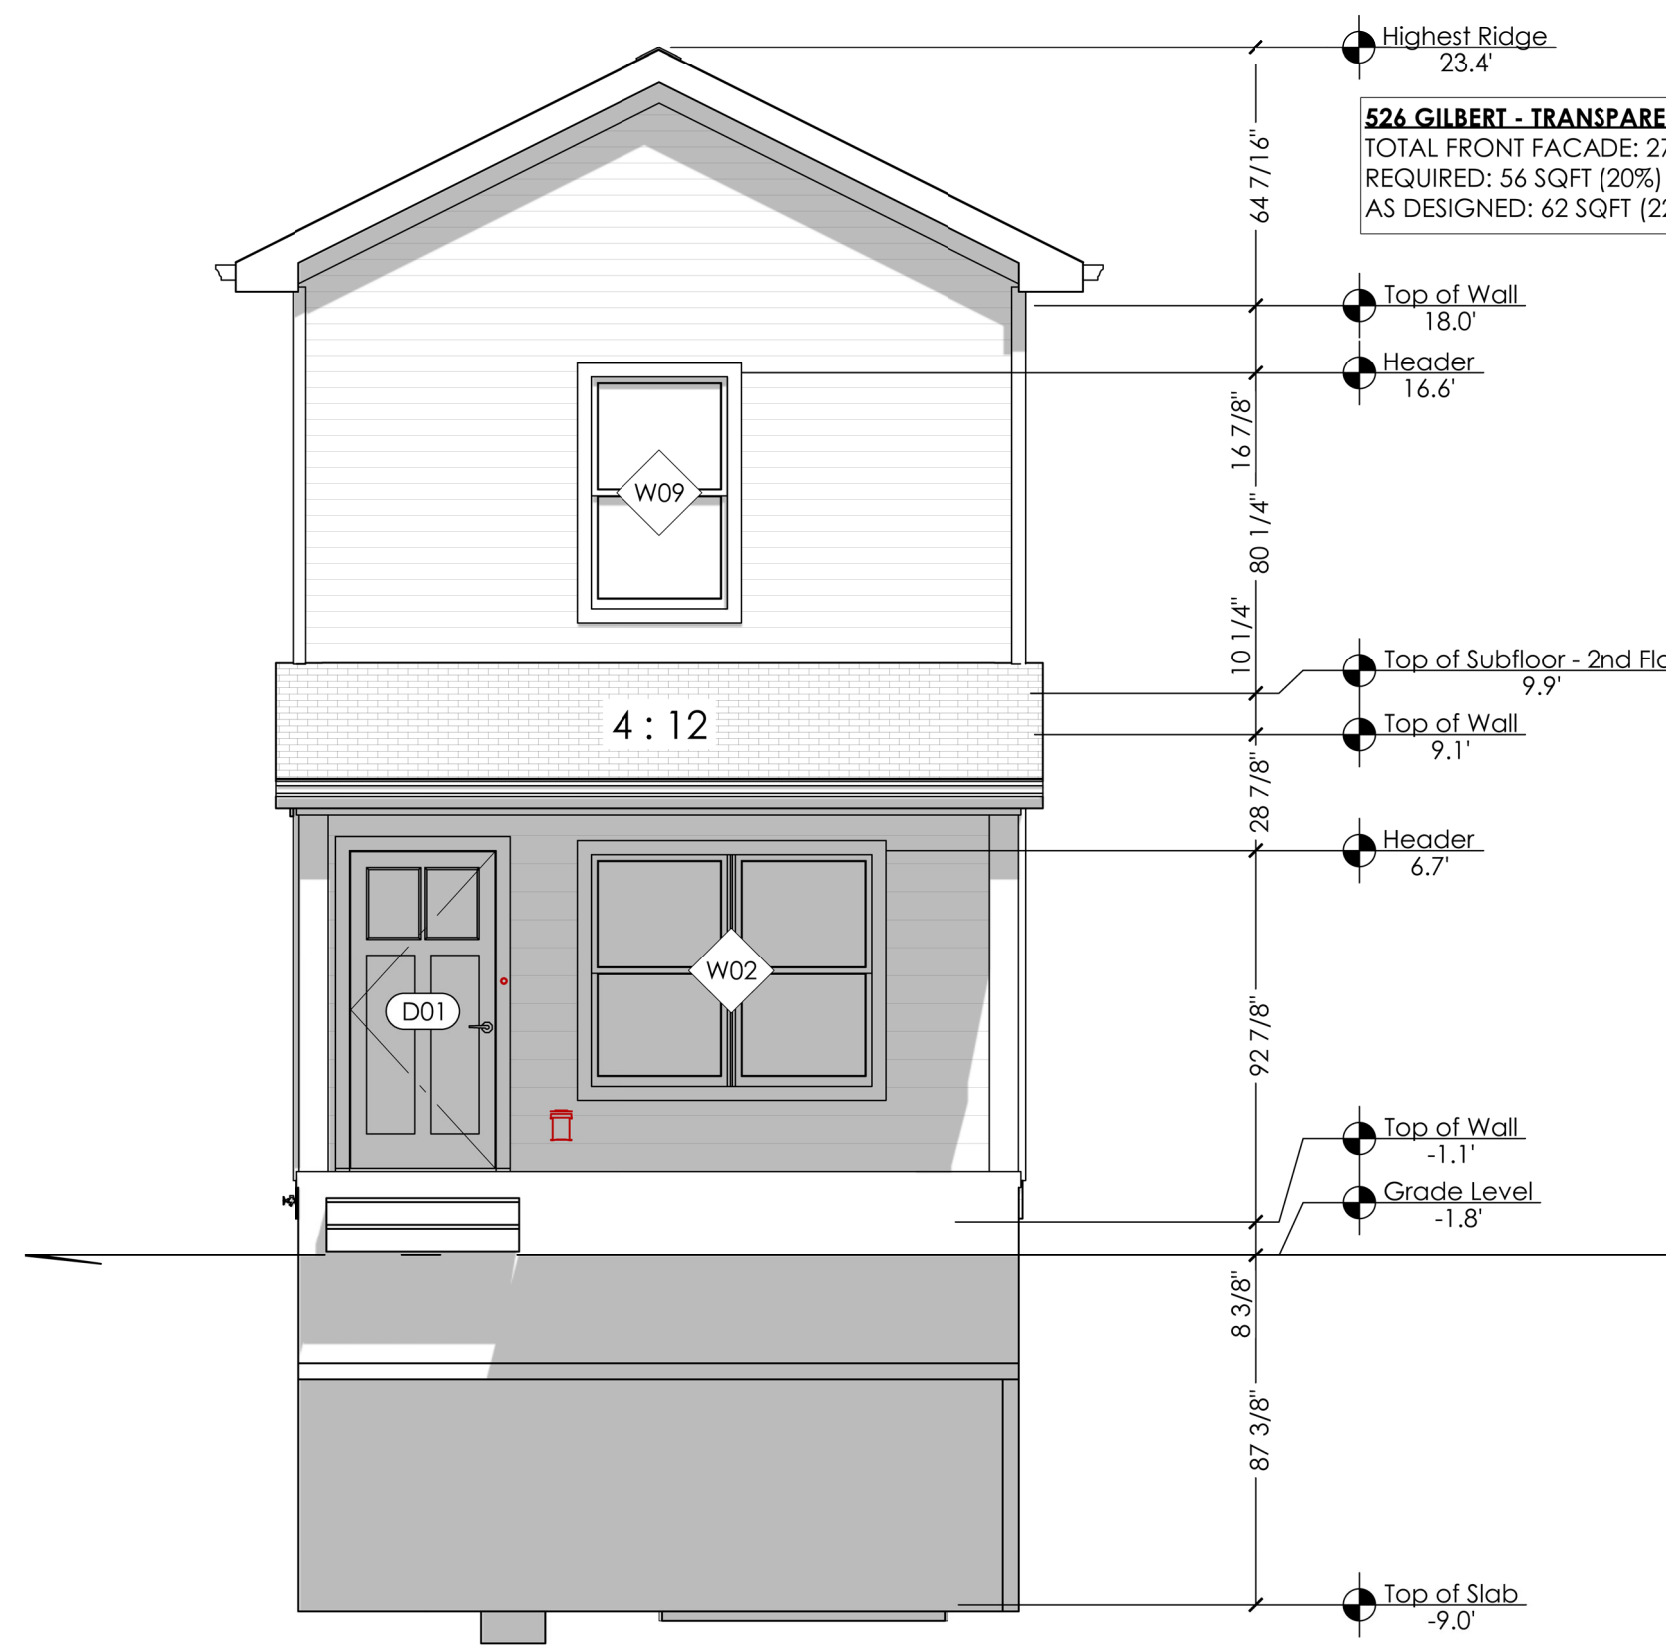 Highest Ridge
23.4'
526 GILBERT - TRANSPARE
TOTAL FRONT FACADE: 27
REQUIRED: 56 SQFT (20%)
AS DESIGNED: 62 SQFT (22
64 7/16"
Top of Wall
18.0'
Header
16.6'
16 7/8"
W09
80 1/4"
10 1/4"
Top of Subfloor - 2nd Flo
9.9'
4 : 12
Top of Wall
9.1'
28 7/8"
Header
6.7'
W02
D01
92 7/8"
Top of Wall
-1.1'
Grade Level
-1.8'
8 3/8"
87 3/8"
Top of Slab
-9.0'